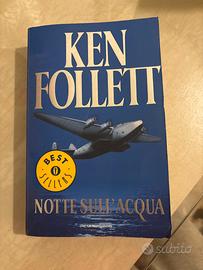 KEN
FOLLETT
BEST
SELLERS
NOTTE SULL'ACQUA
subito